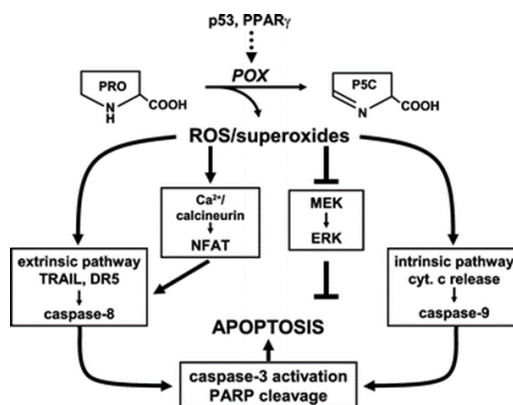 p53, PPARγ
POX
PRO
N
H
COOH
P5C
N
COOH
ROS/superoxides
Ca²⁺/
calcineurin
NFAT
MEK
ERK
extrinsic pathway
TRAIL, DR5
caspase-8
intrinsic pathway
cyt. c release
caspase-9
APOPTOSIS
caspase-3 activation
PARP cleavage